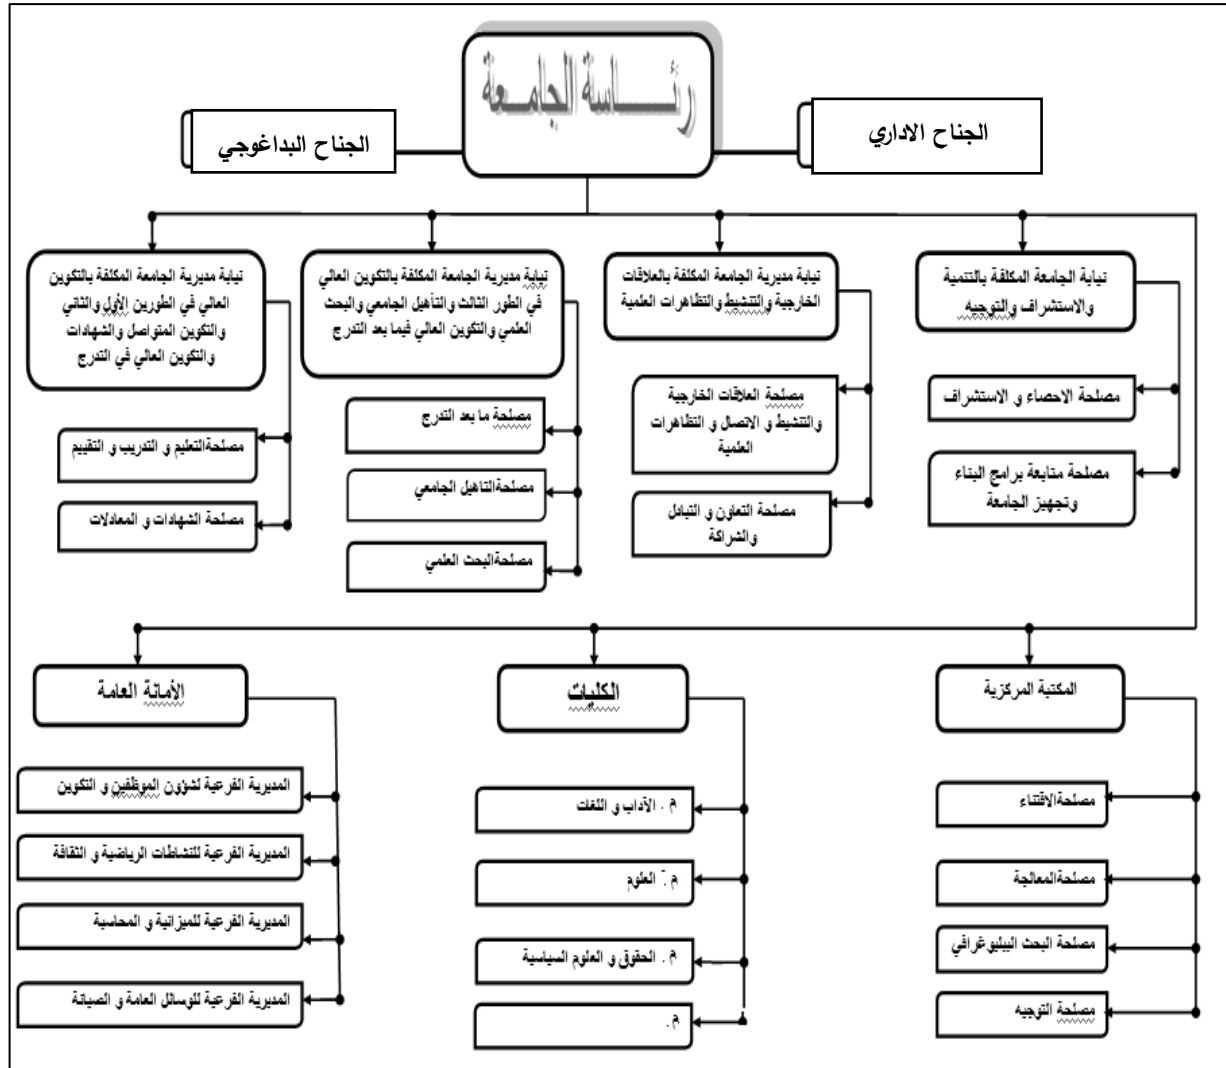 رئـــاسة الجامـعة
الجناح الاداري
الجناح البداغوجي
نيابة الجامعة المكلفة بالتنمية
والاستشراف والتوجيه
مصلحة الاحصاء و الاستشراف
مصلحة متابعة برامج البناء
وتجهيز الجامعة
نيابة مديرية الجامعة المكلفة بالعلاقات
الخارجية والتنشيط والتظاهرات العلمية
مصلحة العلاقات الخارجية
والتنشيط و الاتصال و التظاهرات
العلمية
مصلحة التعاون و التبادل
والشراكة
نيابة مديرية الجامعة المكلفة بالتكوين العالي
في الطور الثالث والتأهيل الجامعي والبحث
العلمي والتكوين العالي فيما بعد التدرج
مصلحة ما بعد التدرج
مصلحةالتاهيل الجامعي
مصلحةالبحث العلمي
نيابة مديرية الجامعة المكلفة بالتكوين
العالي في الطورين الأول والثاني
والتكوين المتواصل والشهادات
والتكوين العالي في التدرج
مصلحةالتعليم و التدريب و التقييم
مصلحة الشهادات و المعادلات
المكتبة المركزية
مصلحةالاقتناء
مصلحةالمعالجة
مصلحة البحث الببليوغرافي
مصلحة التوجيه
الكليات
م . الآداب و اللغات
م . العلوم
م . الحقوق و العلوم السياسية
م .
الأمانة العامة
المديرية الفرعية لشؤون الموظفين و التكوين
المديرية الفرعية للنشاطات الرياضية و الثقافة
المديرية الفرعية للميزانية و المحاسبة
المديرية الفرعية للوسائل العامة و الصيانة